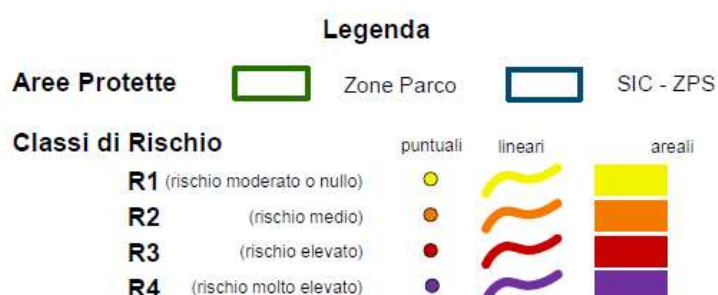 Legenda
Aree Protette Zone Parco SIC - ZPS
Classi di Rischio puntuali lineari areali
R1 (rischio moderato o nullo)
R2 (rischio medio)
R3 (rischio elevato)
R4 (rischio molto elevato)